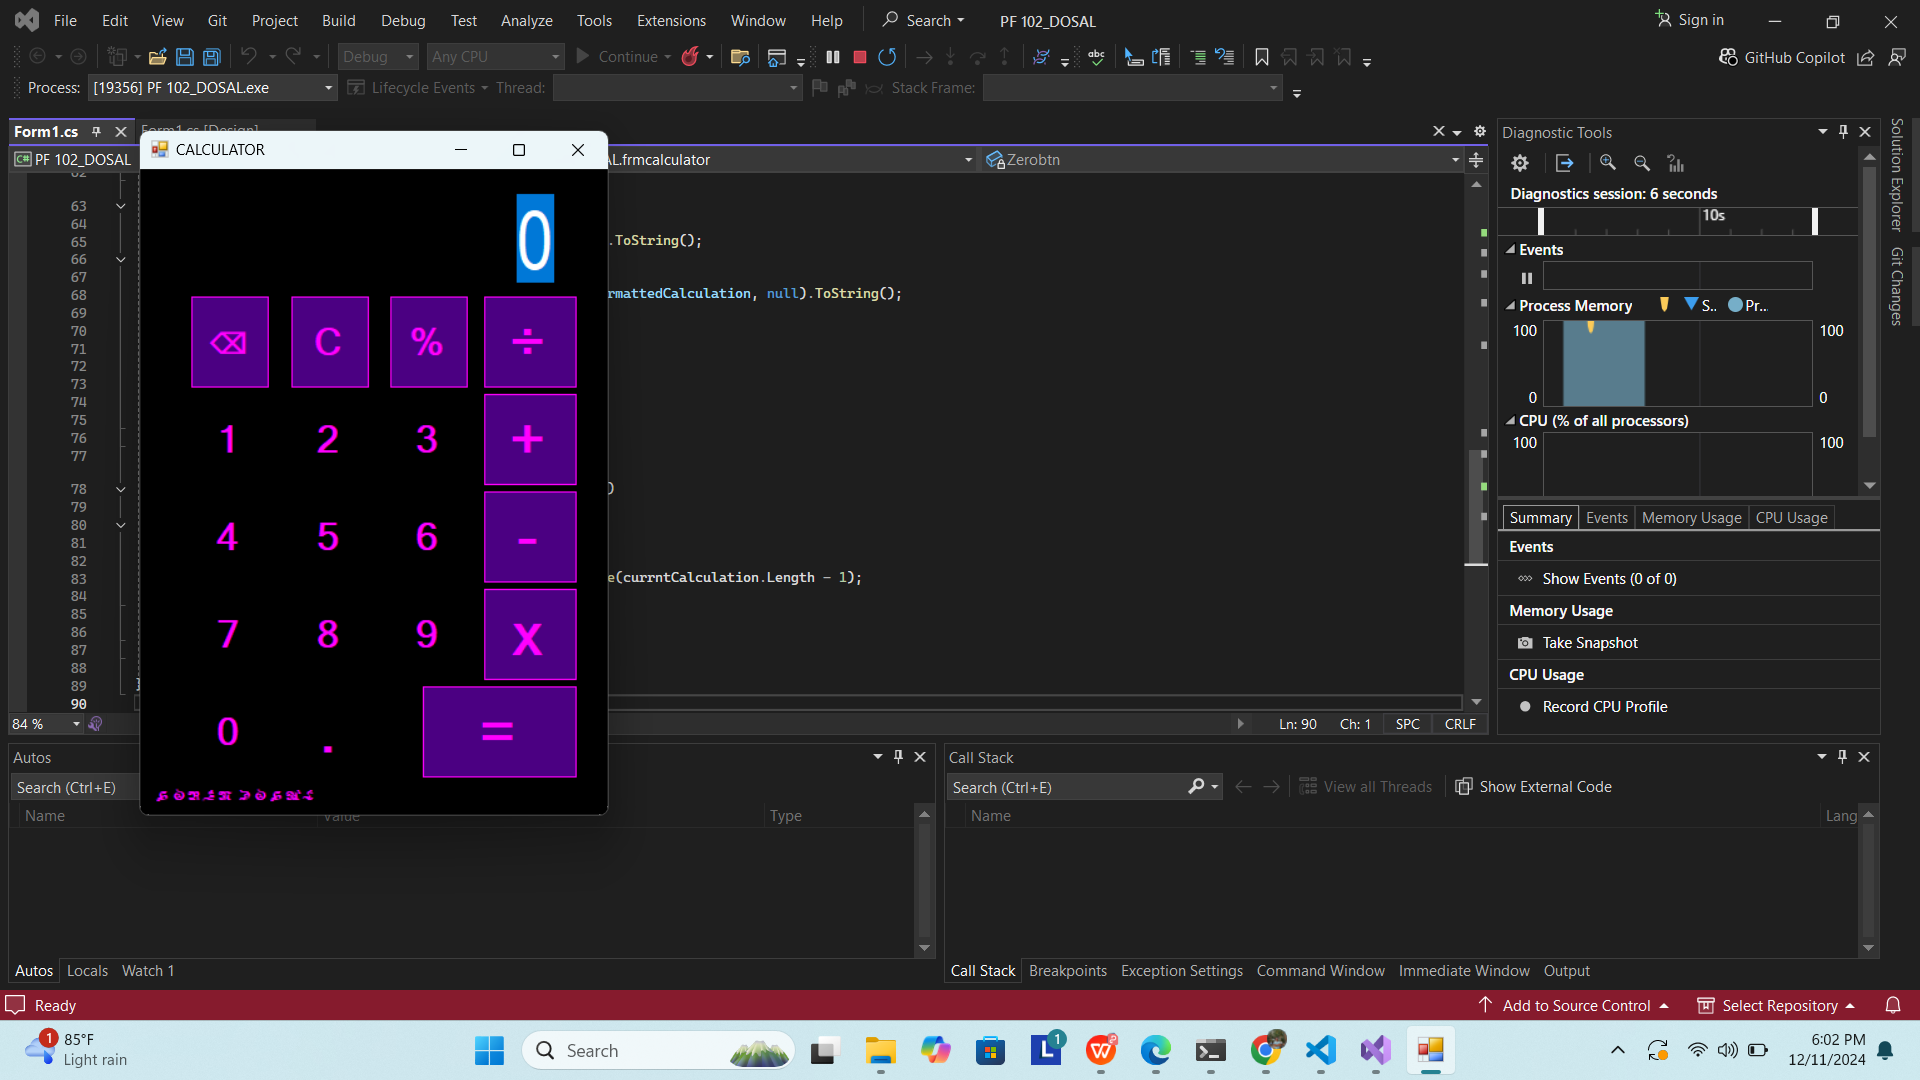 File Edit View Git Project Build Debug Test Analyze Tools Extensions Window Help Search PF 102_DOSAL Sign in
Debug Any CPU Continue abc GitHub Copilot
Process: [19356] PF 102_DOSAL.exe Lifecycle Events Thread: Stack Frame:
Form1.cs Form1.cs [Design]
C# PF 102_DOSAL .frmcalculator Zerobtn
CALCULATOR
0
⌫ C % ÷
1 2 3 +
4 5 6 -
7 8 9 X
0 . =
62
63
64
65 .ToString();
66
67
68 rmattedCalculation, null).ToString();
69
70
71
72
73
74
75
76
77
78 )
79
80
81
82
83 e(currntCalculation.Length - 1);
84
85
86
87
88
89
90
84 % Ln: 90 Ch: 1 SPC CRLF
Diagnostic Tools
Diagnostics session: 6 seconds
10s
Events
Process Memory S.. Pr...
100 100
0 0
CPU (% of all processors)
100 100
Summary Events Memory Usage CPU Usage
Events
Show Events (0 of 0)
Memory Usage
Take Snapshot
CPU Usage
Record CPU Profile
Solution Explorer
Git Changes
Autos
Search (Ctrl+E)
Name Value Type
Autos Locals Watch 1
Call Stack
Search (Ctrl+E) View all Threads Show External Code
Name Lang
Call Stack Breakpoints Exception Settings Command Window Immediate Window Output
Ready Add to Source Control Select Repository
1 85°F
Light rain
Search
L 1
W
6:02 PM
12/11/2024